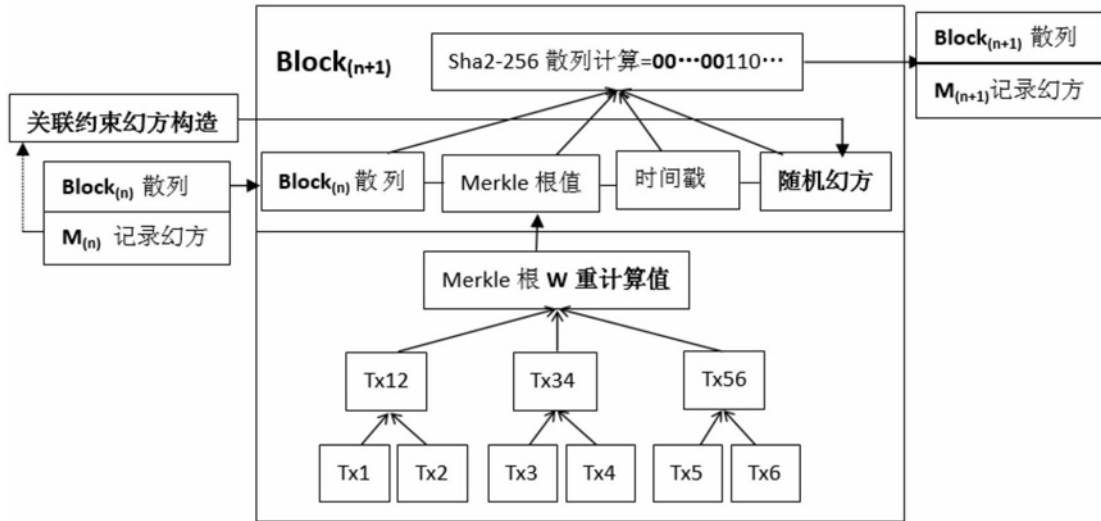 Block(n+1)
Sha2-256 散列计算=00⋯00110⋯
Block(n+1) 散列
M(n+1)记录幻方
关联约束幻方构造
Block(n) 散列
M(n) 记录幻方
Block(n) 散 列
Merkle 根值
时间戳
随机幻方
Merkle 根 W 重计算值
Tx12
Tx34
Tx56
Tx1
Tx2
Tx3
Tx4
Tx5
Tx6